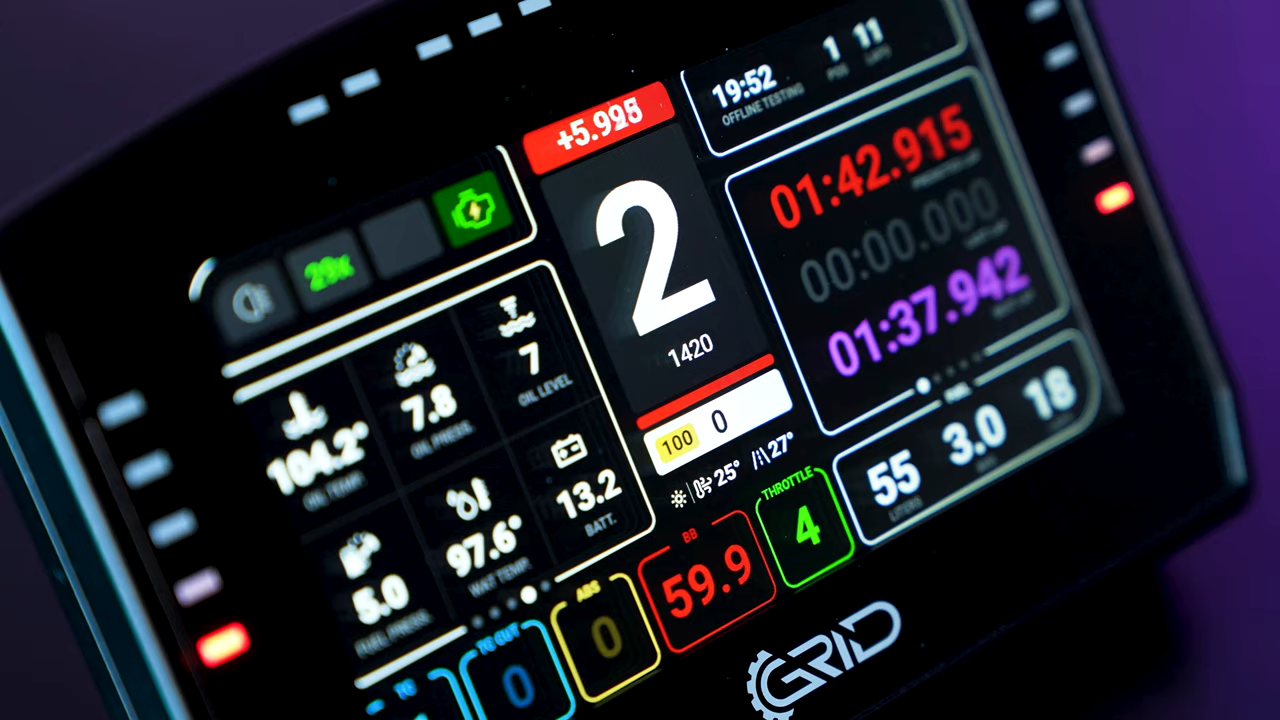 19:52
OFFLINE TESTING
1
POS
11
LAPS
2
1420
01:42.915
00:00.000
01:37.942
104.2°
OIL TEMP.
7.8
OIL PRESS.
7
OIL LEVEL
5.0
FUEL PRESS.
97.6°
WAT TEMP.
13.2
BATT.
100 0
25° 27°
FUEL
55
LITERS
3.0
18
TC
TC CUT
0
ABS
0
BB
59.9
THROTTLE
4
GRID